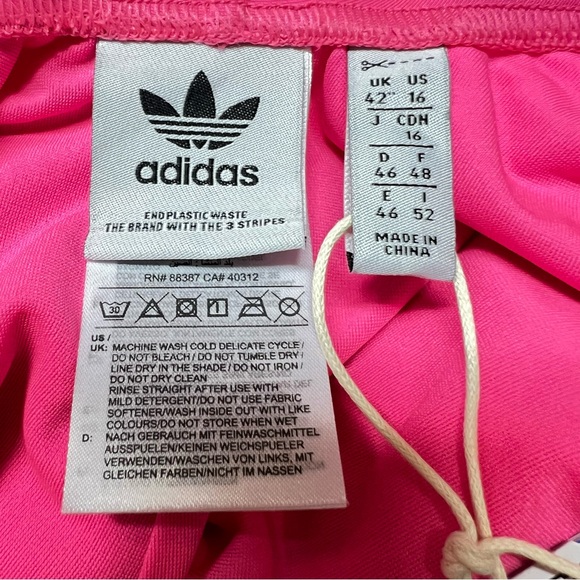 adidas
END PLASTIC WASTE
THE BRAND WITH THE 3 STRIPES
RN# 88387 CA# 40312
30
US /
UK: MACHINE WASH COLD DELICATE CYCLE /
DO NOT BLEACH / DO NOT TUMBLE DRY /
LINE DRY IN THE SHADE / DO NOT IRON /
DO NOT DRY CLEAN
RINSE STRAIGHT AFTER USE WITH
MILD DETERGENT/DO NOT USE FABRIC
SOFTENER/WASH INSIDE OUT WITH LIKE
COLOURS/DO NOT STORE WHEN WET
D: NACH GEBRAUCH MIT FEINWASCHMITTEL
AUSSPUELEN/KEINEN WEICHSPUELER
VERWENDEN/WASCHEN VON LINKS, MIT
GLEICHEN FARBEN/NICHT IM NASSEN
UK US
42" 16
J CDN
16
D F
46 48
E I
46 52
MADE IN
CHINA